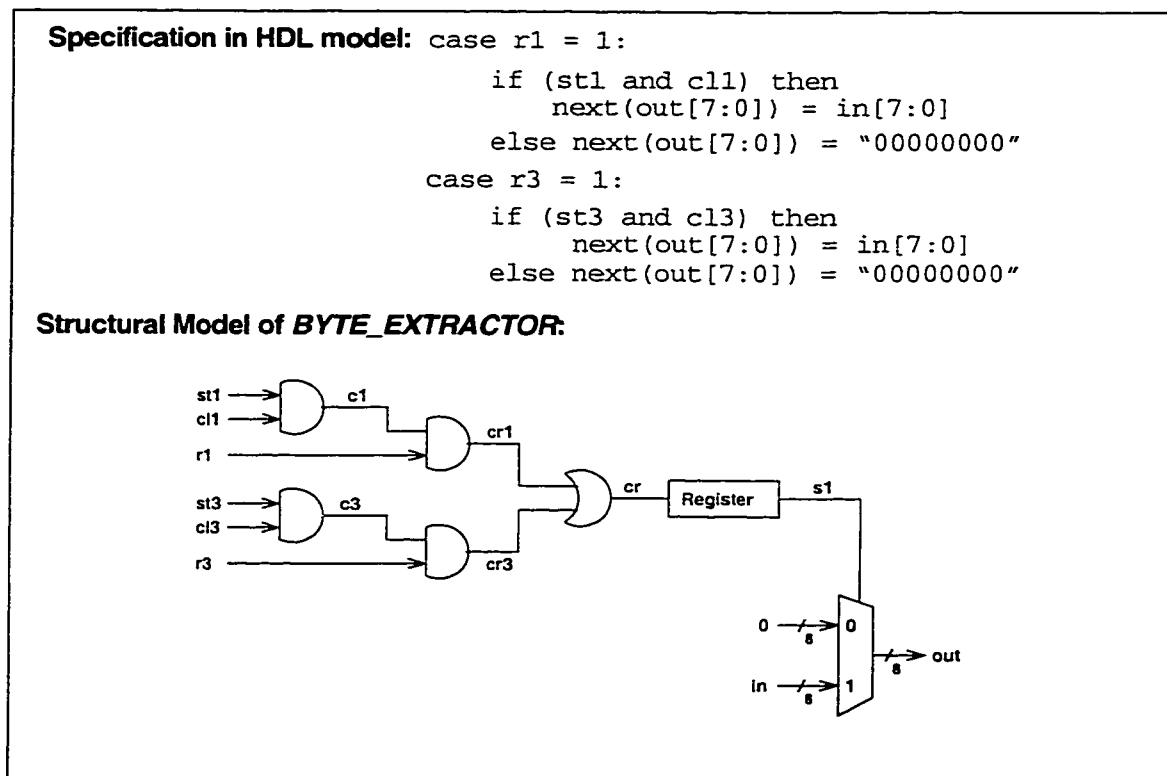 Specification in HDL model: case r1 = 1:
if (st1 and cl1) then
next(out[7:0]) = in[7:0]
else next(out[7:0]) = "00000000"
case r3 = 1:
if (st3 and cl3) then
next(out[7:0]) = in[7:0]
else next(out[7:0]) = "00000000"
Structural Model of BYTE_EXTRACTOR:
st1
cl1
c1
r1
cr1
st3
cl3
c3
r3
cr3
cr
Register
s1
0
8
0
in
8
1
8
out